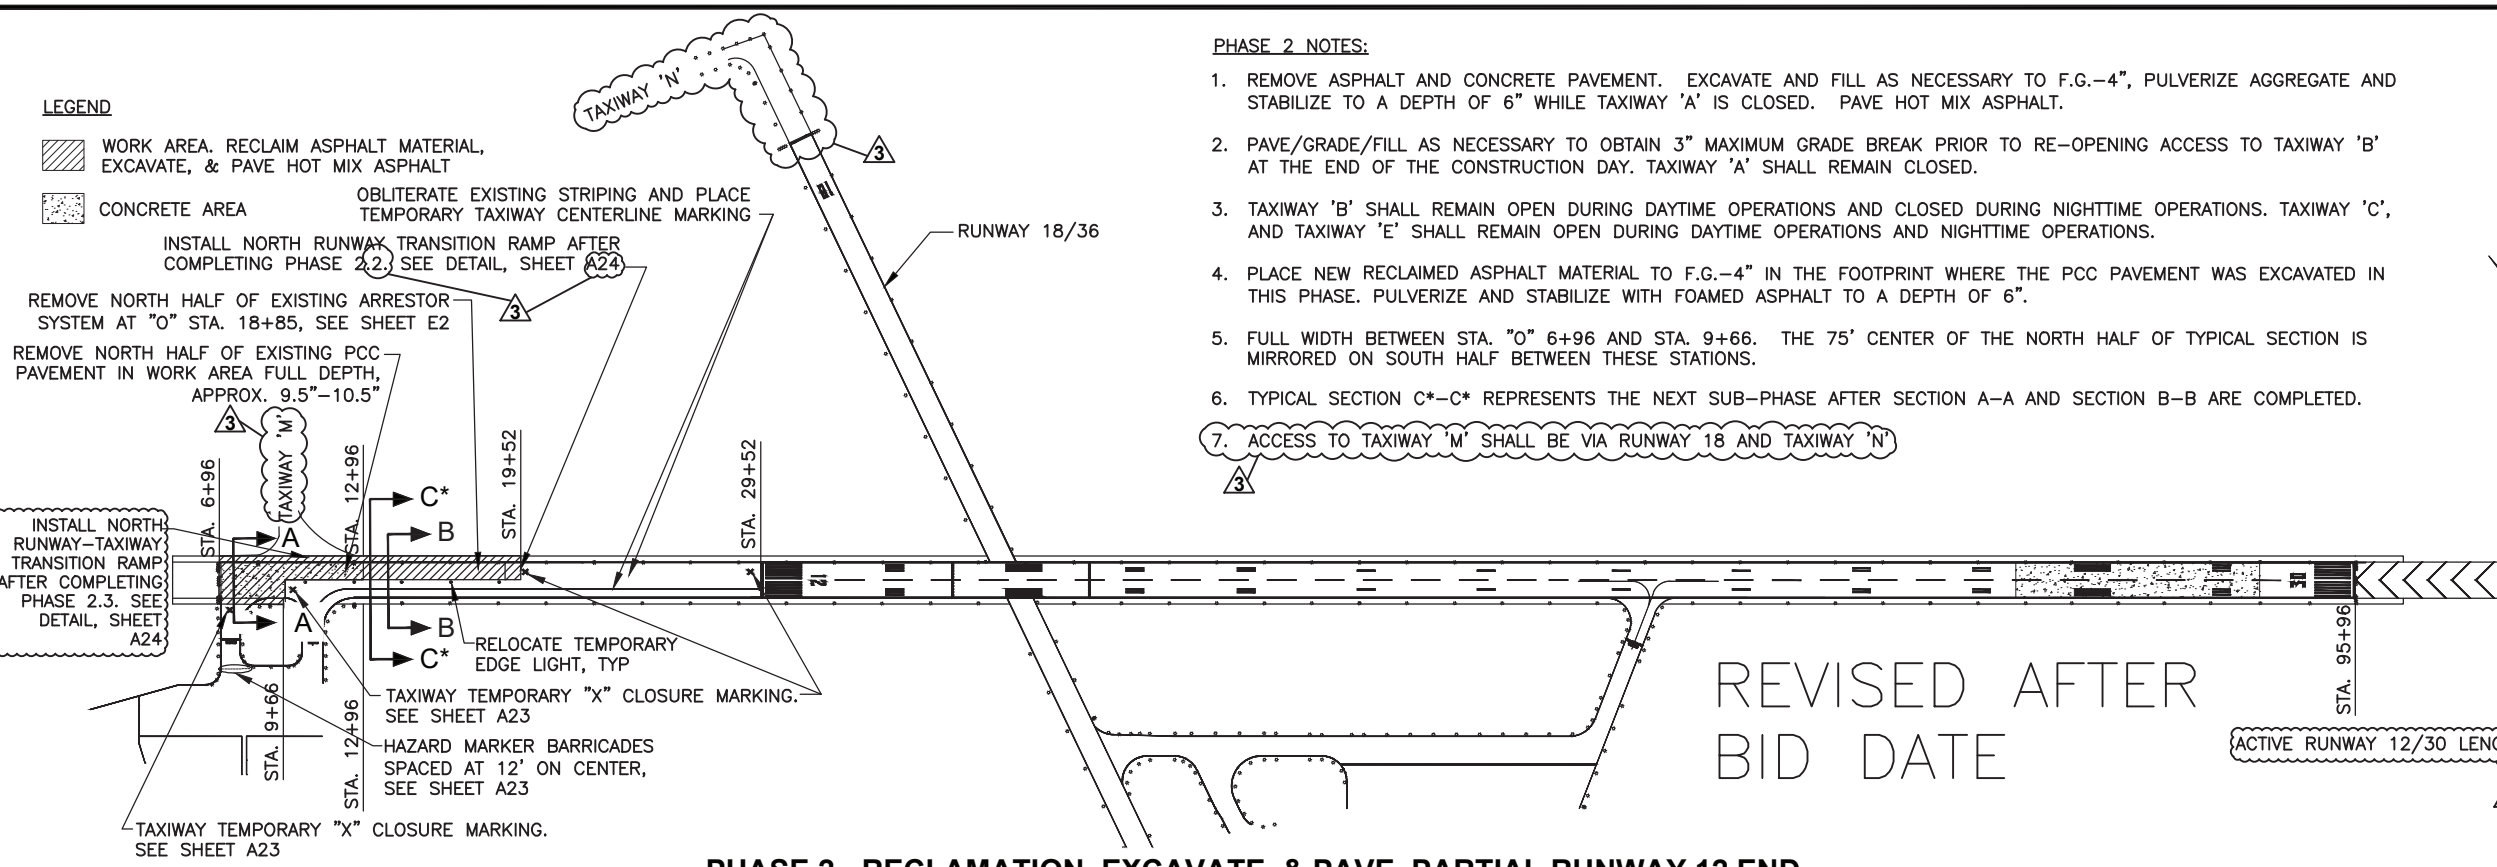 LEGEND
WORK AREA. RECLAIM ASPHALT MATERIAL,
EXCAVATE, & PAVE HOT MIX ASPHALT
CONCRETE AREA
OBLITERATE EXISTING STRIPING AND PLACE
TEMPORARY TAXIWAY CENTERLINE MARKING
INSTALL NORTH RUNWAY TRANSITION RAMP AFTER
COMPLETING PHASE 2.2. SEE DETAIL, SHEET A24
3
REMOVE NORTH HALF OF EXISTING ARRESTOR
SYSTEM AT "O" STA. 18+85, SEE SHEET E2
REMOVE NORTH HALF OF EXISTING PCC
PAVEMENT IN WORK AREA FULL DEPTH,
APPROX. 9.5"-10.5"
3
TAXIWAY 'M'
TAXIWAY 'N'
3
18
RUNWAY 18/36
PHASE 2 NOTES:
1. REMOVE ASPHALT AND CONCRETE PAVEMENT. EXCAVATE AND FILL AS NECESSARY TO F.G.-4", PULVERIZE AGGREGATE AND
STABILIZE TO A DEPTH OF 6" WHILE TAXIWAY 'A' IS CLOSED. PAVE HOT MIX ASPHALT.
2. PAVE/GRADE/FILL AS NECESSARY TO OBTAIN 3" MAXIMUM GRADE BREAK PRIOR TO RE-OPENING ACCESS TO TAXIWAY 'B'
AT THE END OF THE CONSTRUCTION DAY. TAXIWAY 'A' SHALL REMAIN CLOSED.
3. TAXIWAY 'B' SHALL REMAIN OPEN DURING DAYTIME OPERATIONS AND CLOSED DURING NIGHTTIME OPERATIONS. TAXIWAY 'C',
AND TAXIWAY 'E' SHALL REMAIN OPEN DURING DAYTIME OPERATIONS AND NIGHTTIME OPERATIONS.
4. PLACE NEW RECLAIMED ASPHALT MATERIAL TO F.G.-4" IN THE FOOTPRINT WHERE THE PCC PAVEMENT WAS EXCAVATED IN
THIS PHASE. PULVERIZE AND STABILIZE WITH FOAMED ASPHALT TO A DEPTH OF 6".
5. FULL WIDTH BETWEEN STA. "O" 6+96 AND STA. 9+66. THE 75' CENTER OF THE NORTH HALF OF TYPICAL SECTION IS
MIRRORED ON SOUTH HALF BETWEEN THESE STATIONS.
6. TYPICAL SECTION C*-C* REPRESENTS THE NEXT SUB-PHASE AFTER SECTION A-A AND SECTION B-B ARE COMPLETED.
7. ACCESS TO TAXIWAY 'M' SHALL BE VIA RUNWAY 18 AND TAXIWAY 'N'
3
STA. 6+96
STA. 12+96
STA. 19+52
STA. 29+52
C*
B
A
INSTALL NORTH
RUNWAY-TAXIWAY
TRANSITION RAMP
AFTER COMPLETING
PHASE 2.3. SEE
DETAIL, SHEET
A24
12
30
A
B
C*
RELOCATE TEMPORARY
EDGE LIGHT, TYP
TAXIWAY TEMPORARY "X" CLOSURE MARKING.
SEE SHEET A23
HAZARD MARKER BARRICADES
SPACED AT 12' ON CENTER,
SEE SHEET A23
STA. 9+66
STA. 12+96
TAXIWAY TEMPORARY "X" CLOSURE MARKING.
SEE SHEET A23
STA. 95+96
REVISED AFTER
BID DATE
ACTIVE RUNWAY 12/30
PHASE 2 RECLAMATION, EXCAVATE, & PAVE, PARTIAL RUNWAY 12 END